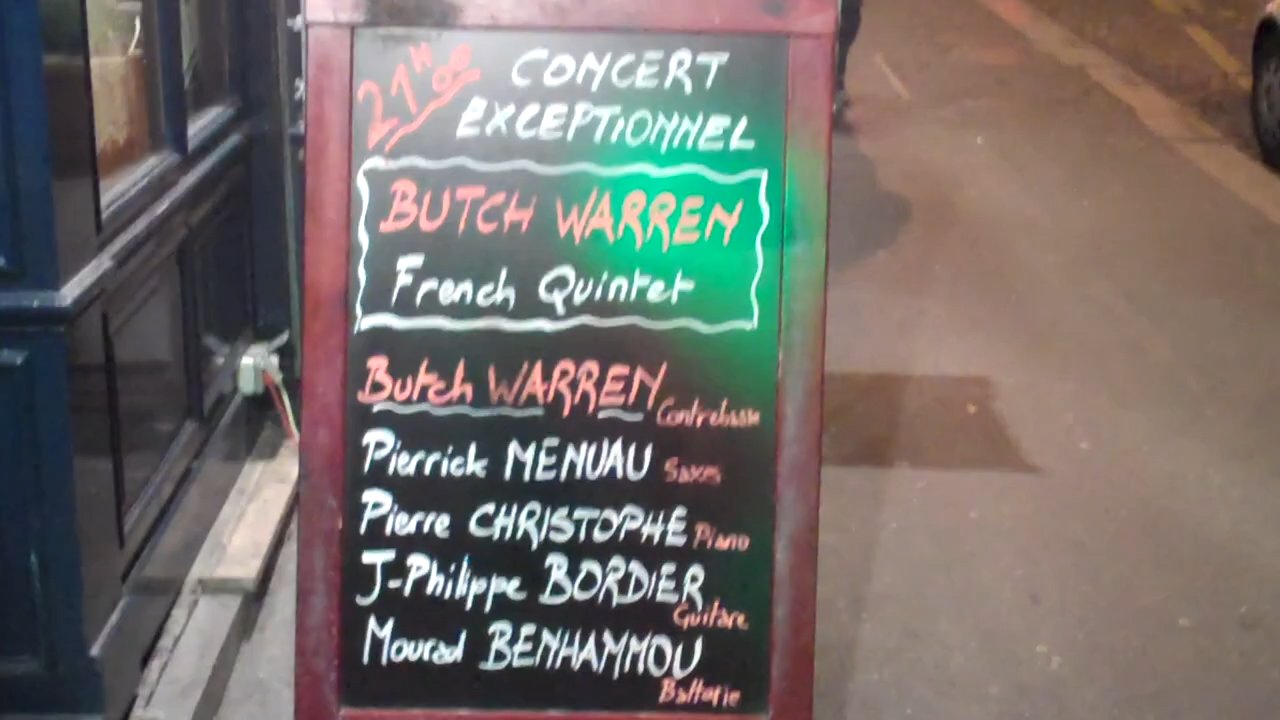 21H00 CONCERT
EXCEPTIONNEL
BUTCH WARREN
French Quintet
Butch WARREN Contrebasse
Pierrick MENUAU Saxes
Pierre CHRISTOPHE Piano
J-Philippe BORDIER Guitare
Mourad BENHAMMOU Batterie